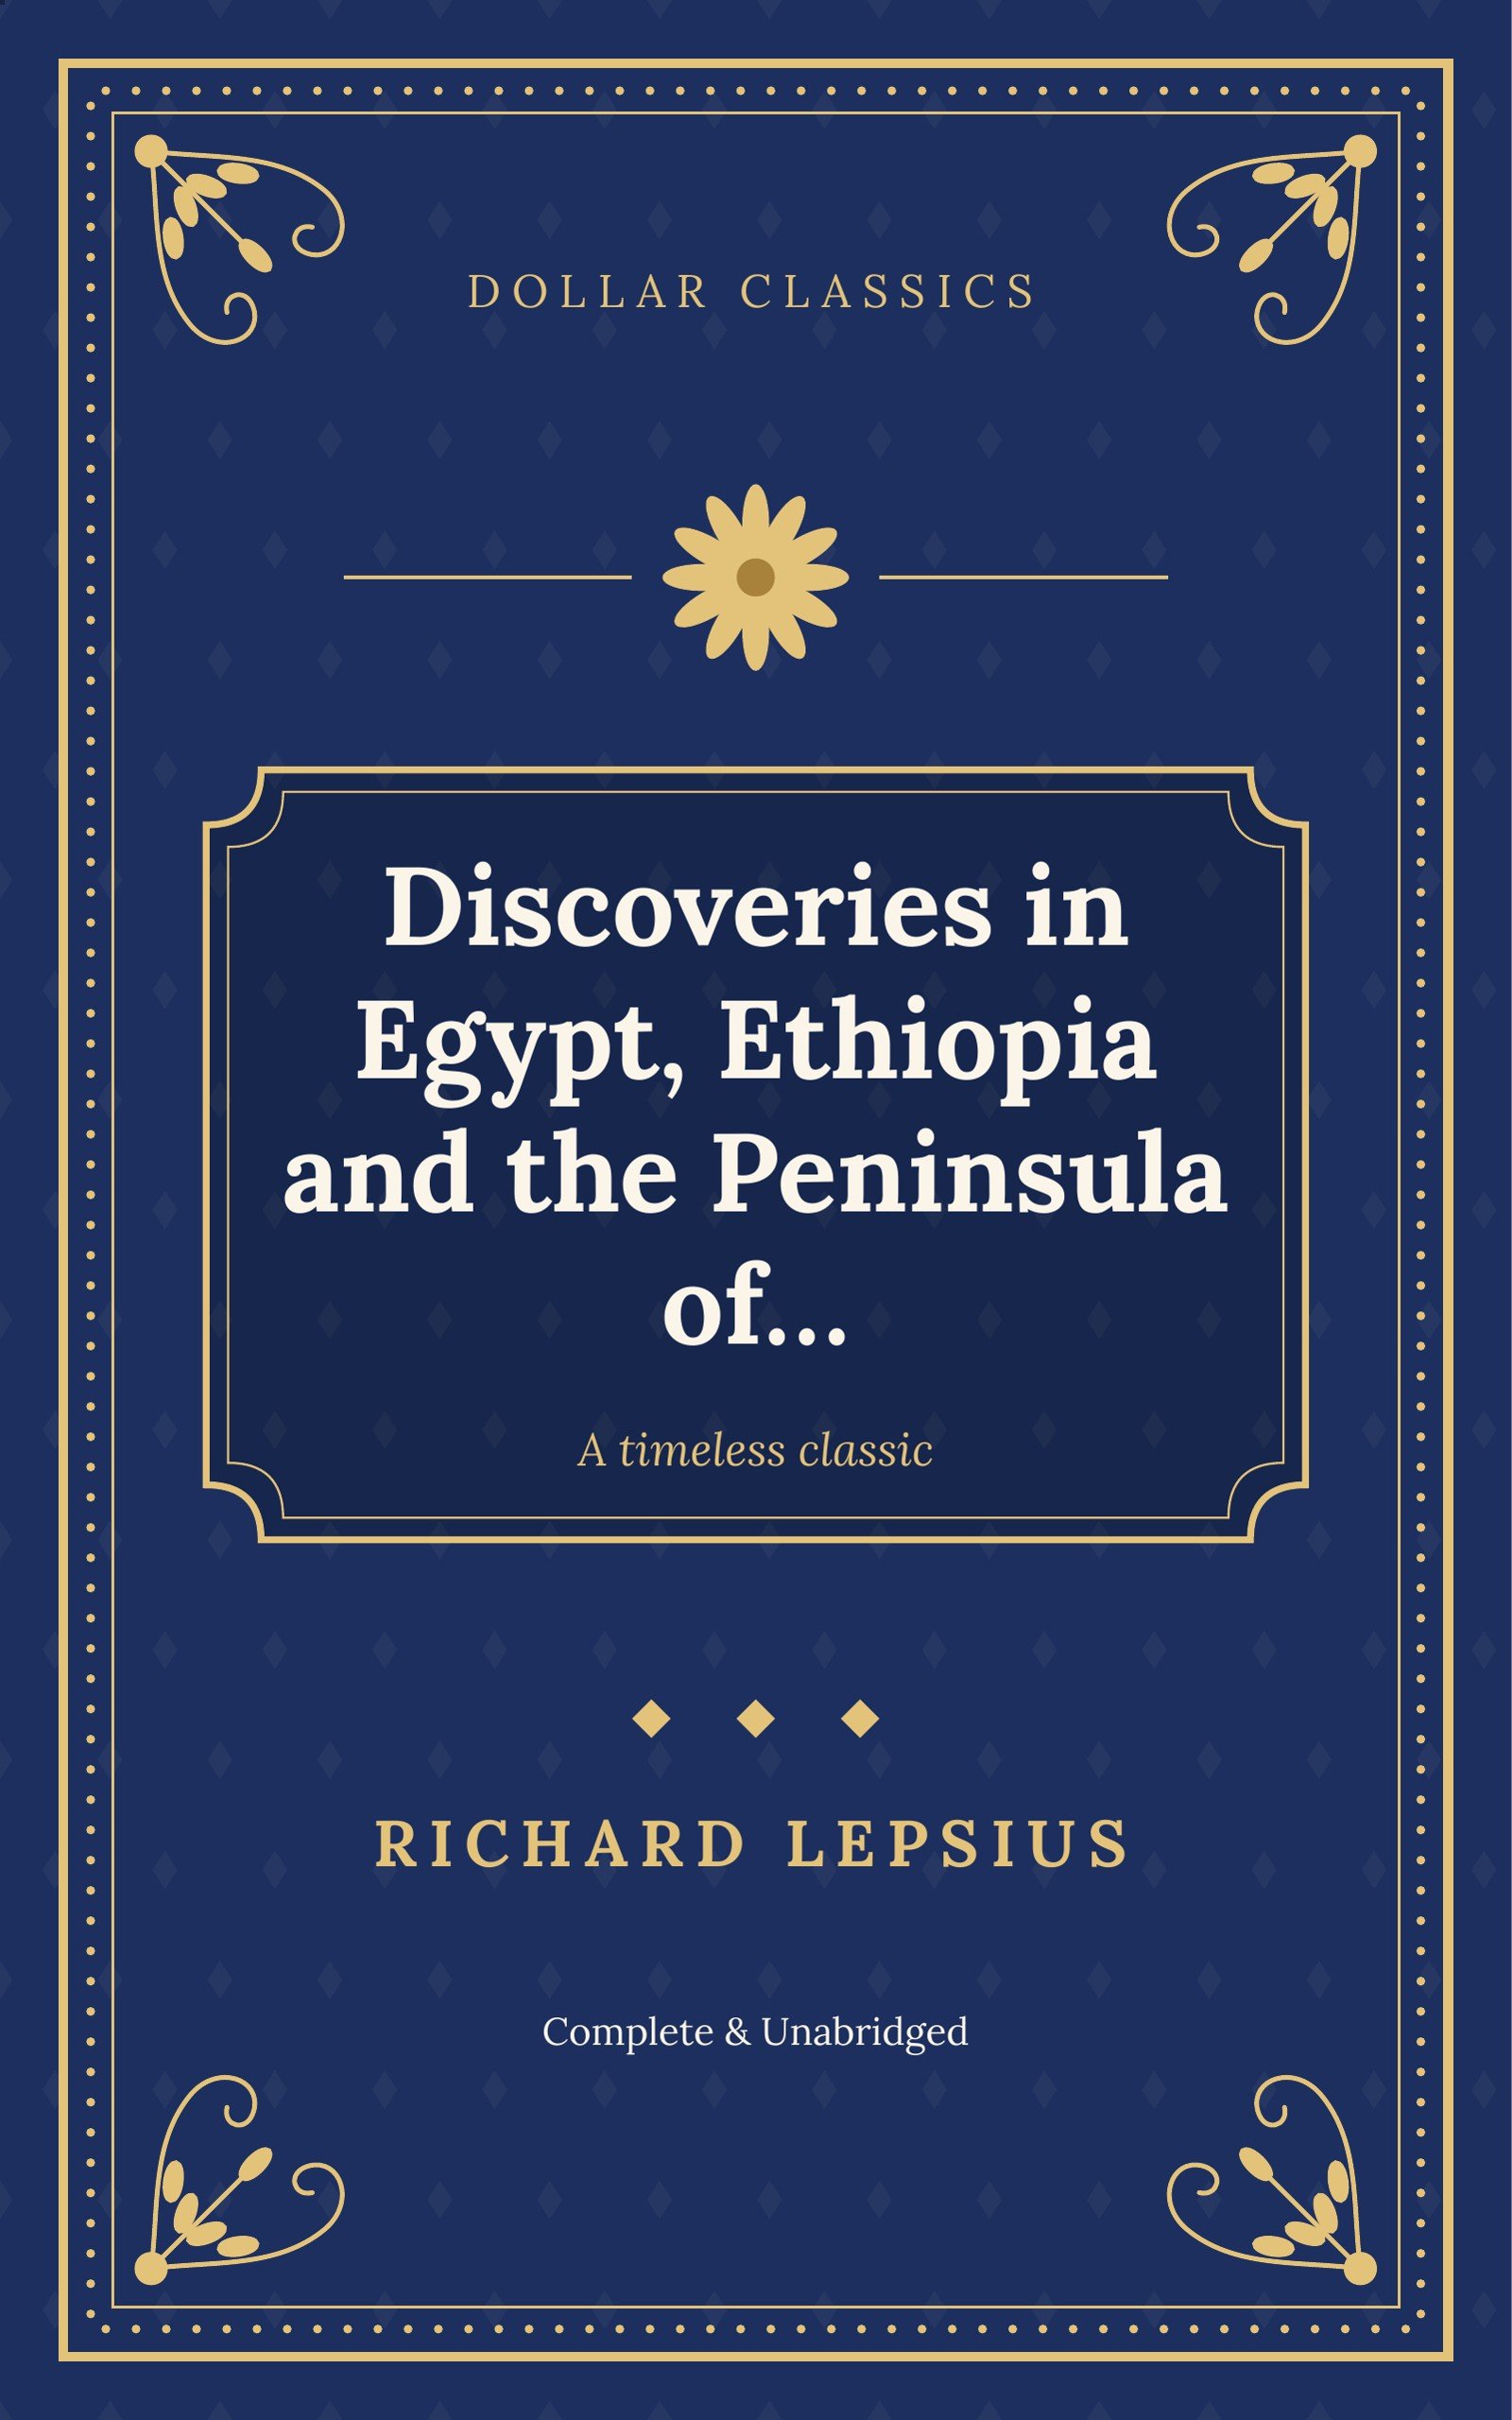 DOLLAR CLASSICS
Discoveries in
Egypt, Ethiopia
and the Peninsula
of...
A timeless classic
RICHARD LEPSIUS
Complete & Unabridged